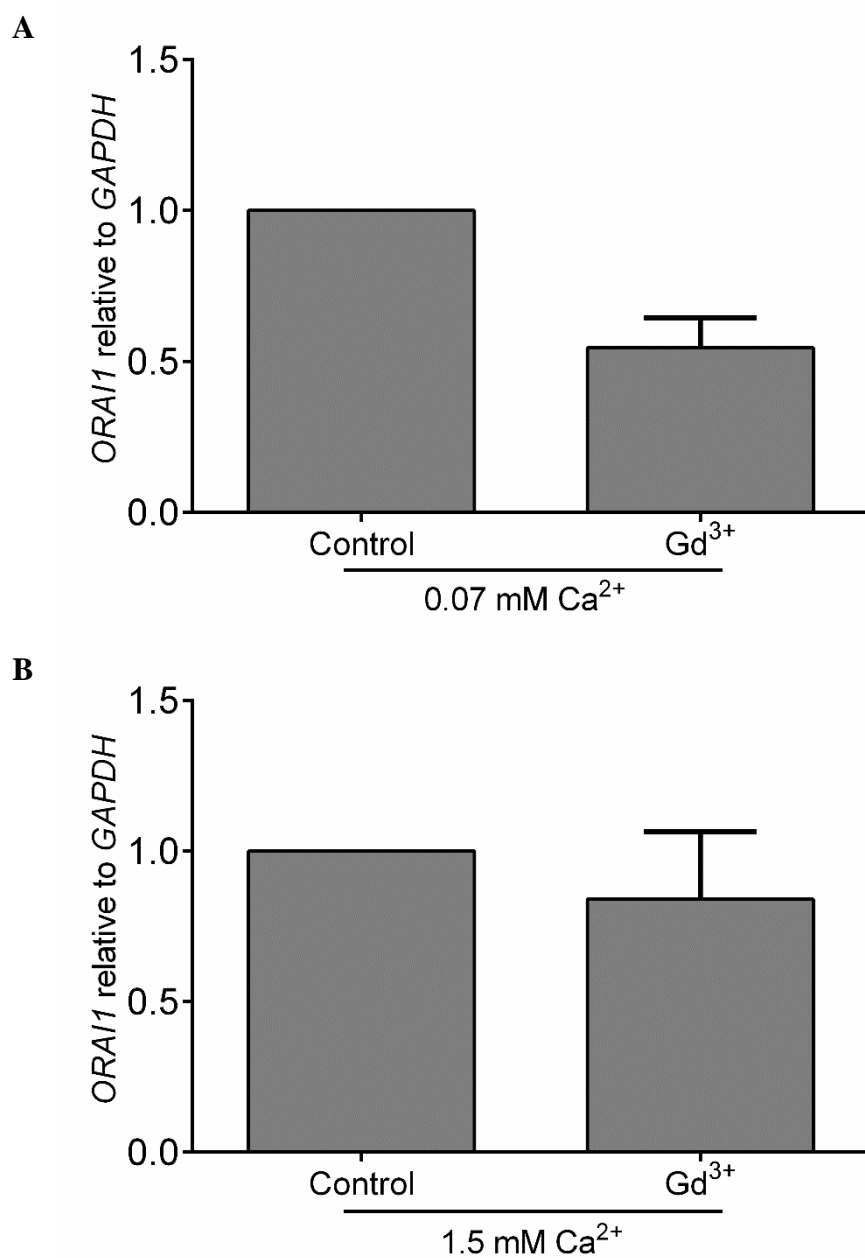 A
ORAI1 relative to GAPDH
1.5
1.0
0.5
0.0
Control Gd³⁺
0.07 mM Ca²⁺
B
ORAI1 relative to GAPDH
1.5
1.0
0.5
0.0
Control Gd³⁺
1.5 mM Ca²⁺